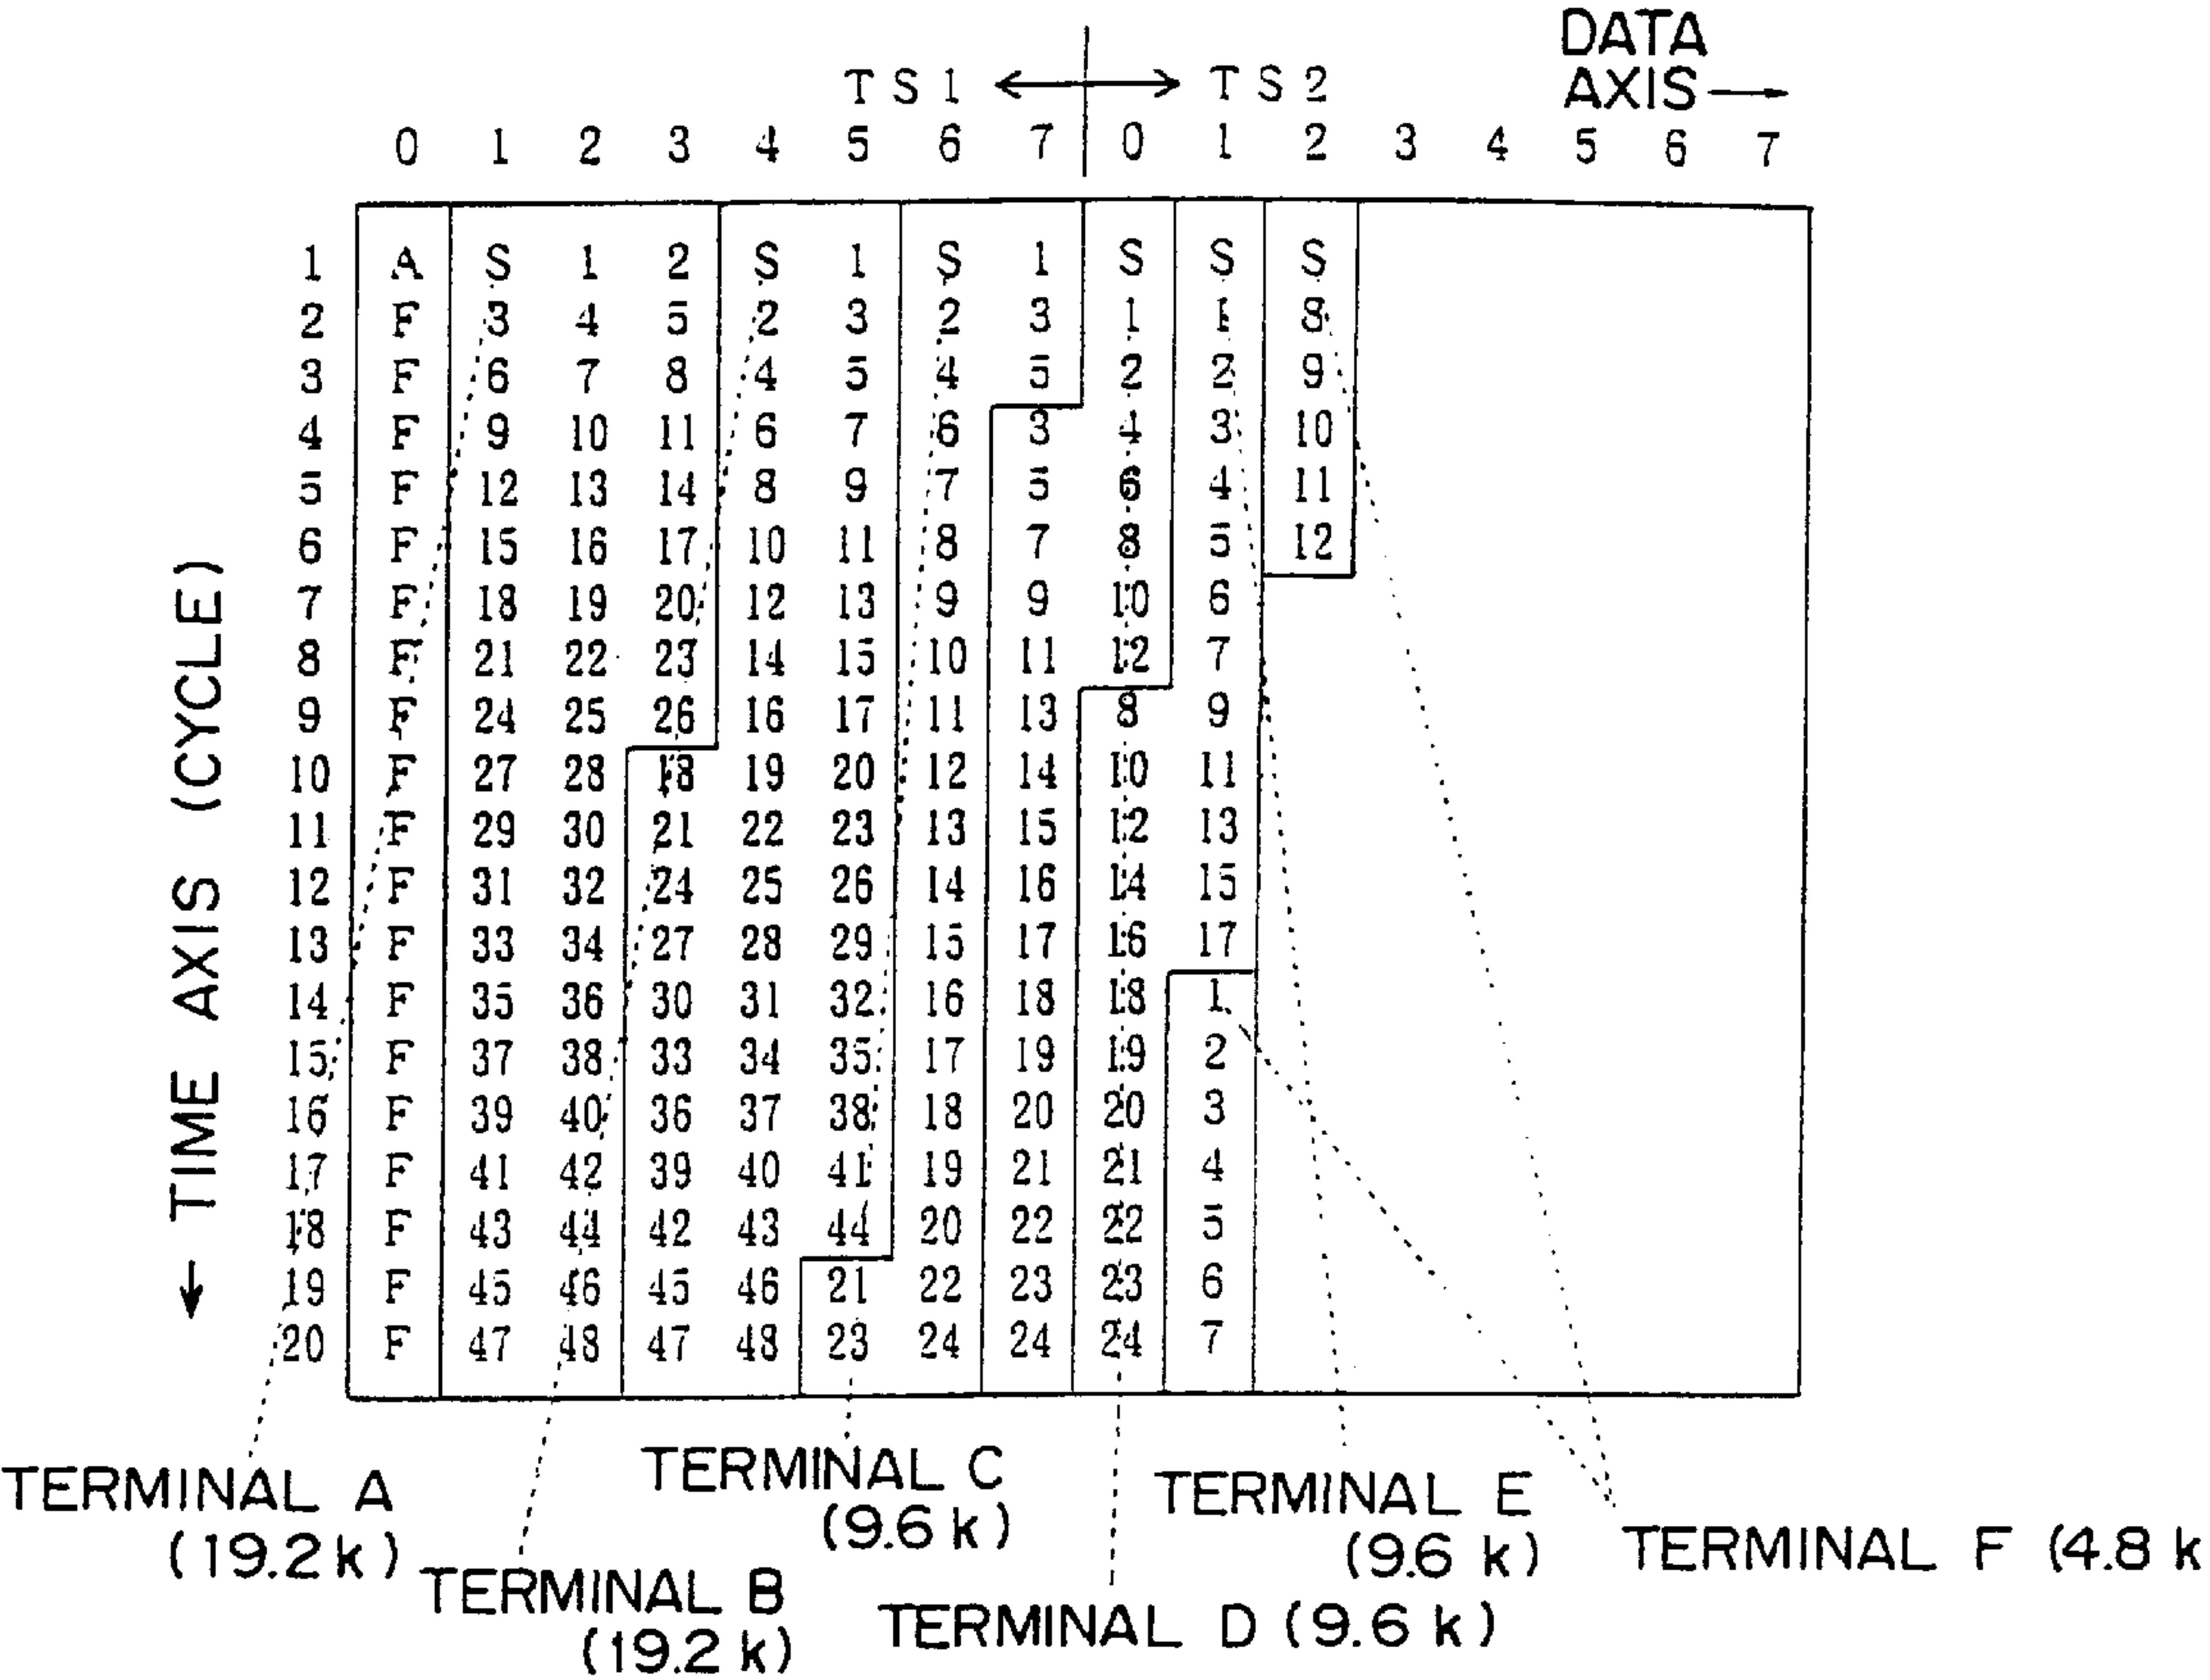 DATA
AXIS →
T S 1 ←→ T S 2
0 1 2 3 4 5 6 7 0 1 2 3 4 5 6 7
1 A S 1 2 S 1 S 1 S S S
2 F 3 4 5 2 3 2 3 1 1 8
3 F 6 7 8 4 5 4 5 2 2 9
4 F 9 10 11 6 7 6 3 4 3 10
5 F 12 13 14 8 9 7 5 6 4 11
6 F 15 16 17 10 11 8 7 8 5 12
7 F 18 19 20 12 13 9 9 10 6
8 F 21 22 23 14 15 10 11 12 7
9 F 24 25 26 16 17 11 13 8 9
10 F 27 28 18 19 20 12 14 10 11
11 F 29 30 21 22 23 13 15 12 13
12 F 31 32 24 25 26 14 16 14 15
13 F 33 34 27 28 29 15 17 16 17
14 F 35 36 30 31 32 16 18 18 1
15 F 37 38 33 34 35 17 19 19 2
16 F 39 40 36 37 38 18 20 20 3
17 F 41 42 39 40 41 19 21 21 4
18 F 43 44 42 43 44 20 22 22 5
19 F 45 46 45 46 21 22 23 23 6
20 F 47 48 47 48 23 24 24 24 7
← TIME AXIS (CYCLE)
TERMINAL A
(19.2 k)
TERMINAL B
(19.2 k)
TERMINAL C
(9.6 k)
TERMINAL D (9.6 k)
TERMINAL E
(9.6 k)
TERMINAL F (4.8 k